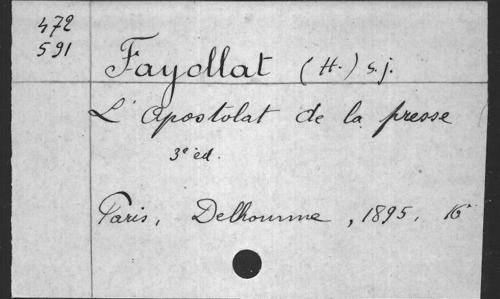 472
591
Fayollat (H.) s.j.
L'Apostolat de la presse
3e éd.
Paris, Delhomme, 1895, 16°